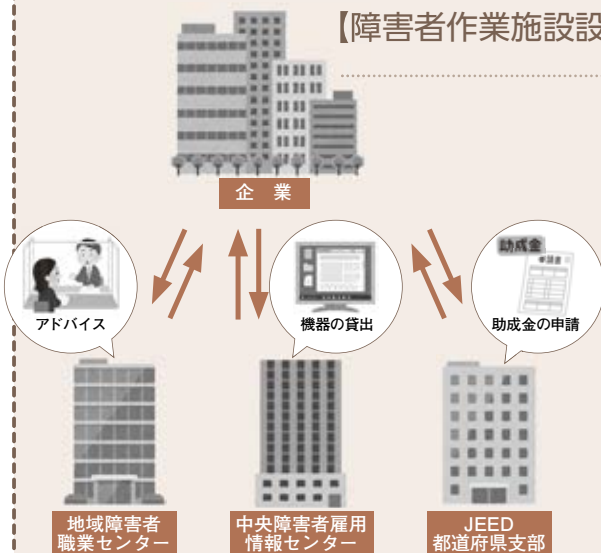 【障害者作業施設設
企業
アドバイス
機器の貸出
助成金
申請書
助成金の申請
地域障害者
職業センター
中央障害者雇用
情報センター
JEED
都道府県支部